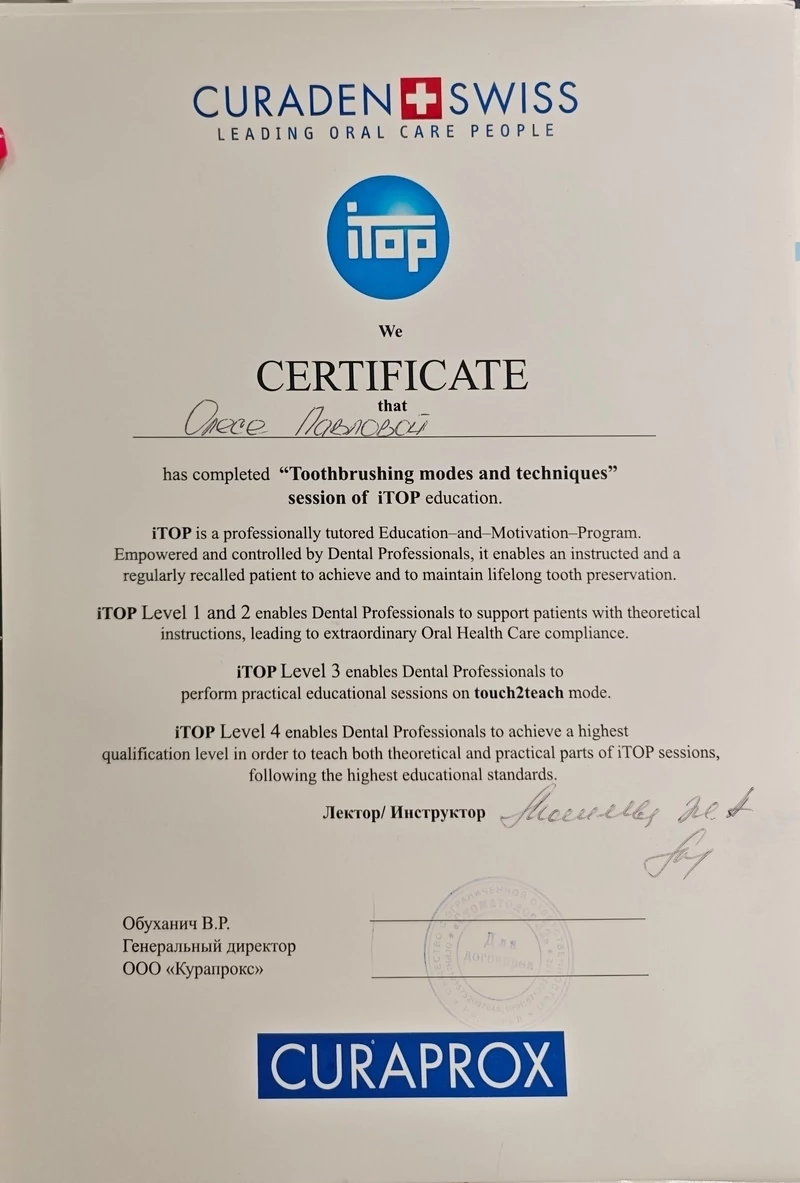 CURADEN SWISS
LEADING ORAL CARE PEOPLE
iTop
We
CERTIFICATE
that
Олесе Павловой
has completed “Toothbrushing modes and techniques”
session of iTOP education.
iTOP is a professionally tutored Education–and–Motivation–Program.
Empowered and controlled by Dental Professionals, it enables an instructed and a
regularly recalled patient to achieve and to maintain lifelong tooth preservation.
iTOP Level 1 and 2 enables Dental Professionals to support patients with theoretical
instructions, leading to extraordinary Oral Health Care compliance.
iTOP Level 3 enables Dental Professionals to
perform practical educational sessions on touch2teach mode.
iTOP Level 4 enables Dental Professionals to achieve a highest
qualification level in order to teach both theoretical and practical parts of iTOP sessions,
following the highest educational standards.
Лектор/ Инструктор
Обуханич В.Р.
Генеральный директор
ООО «Курапрокс»
Для
договоров
CURAPROX